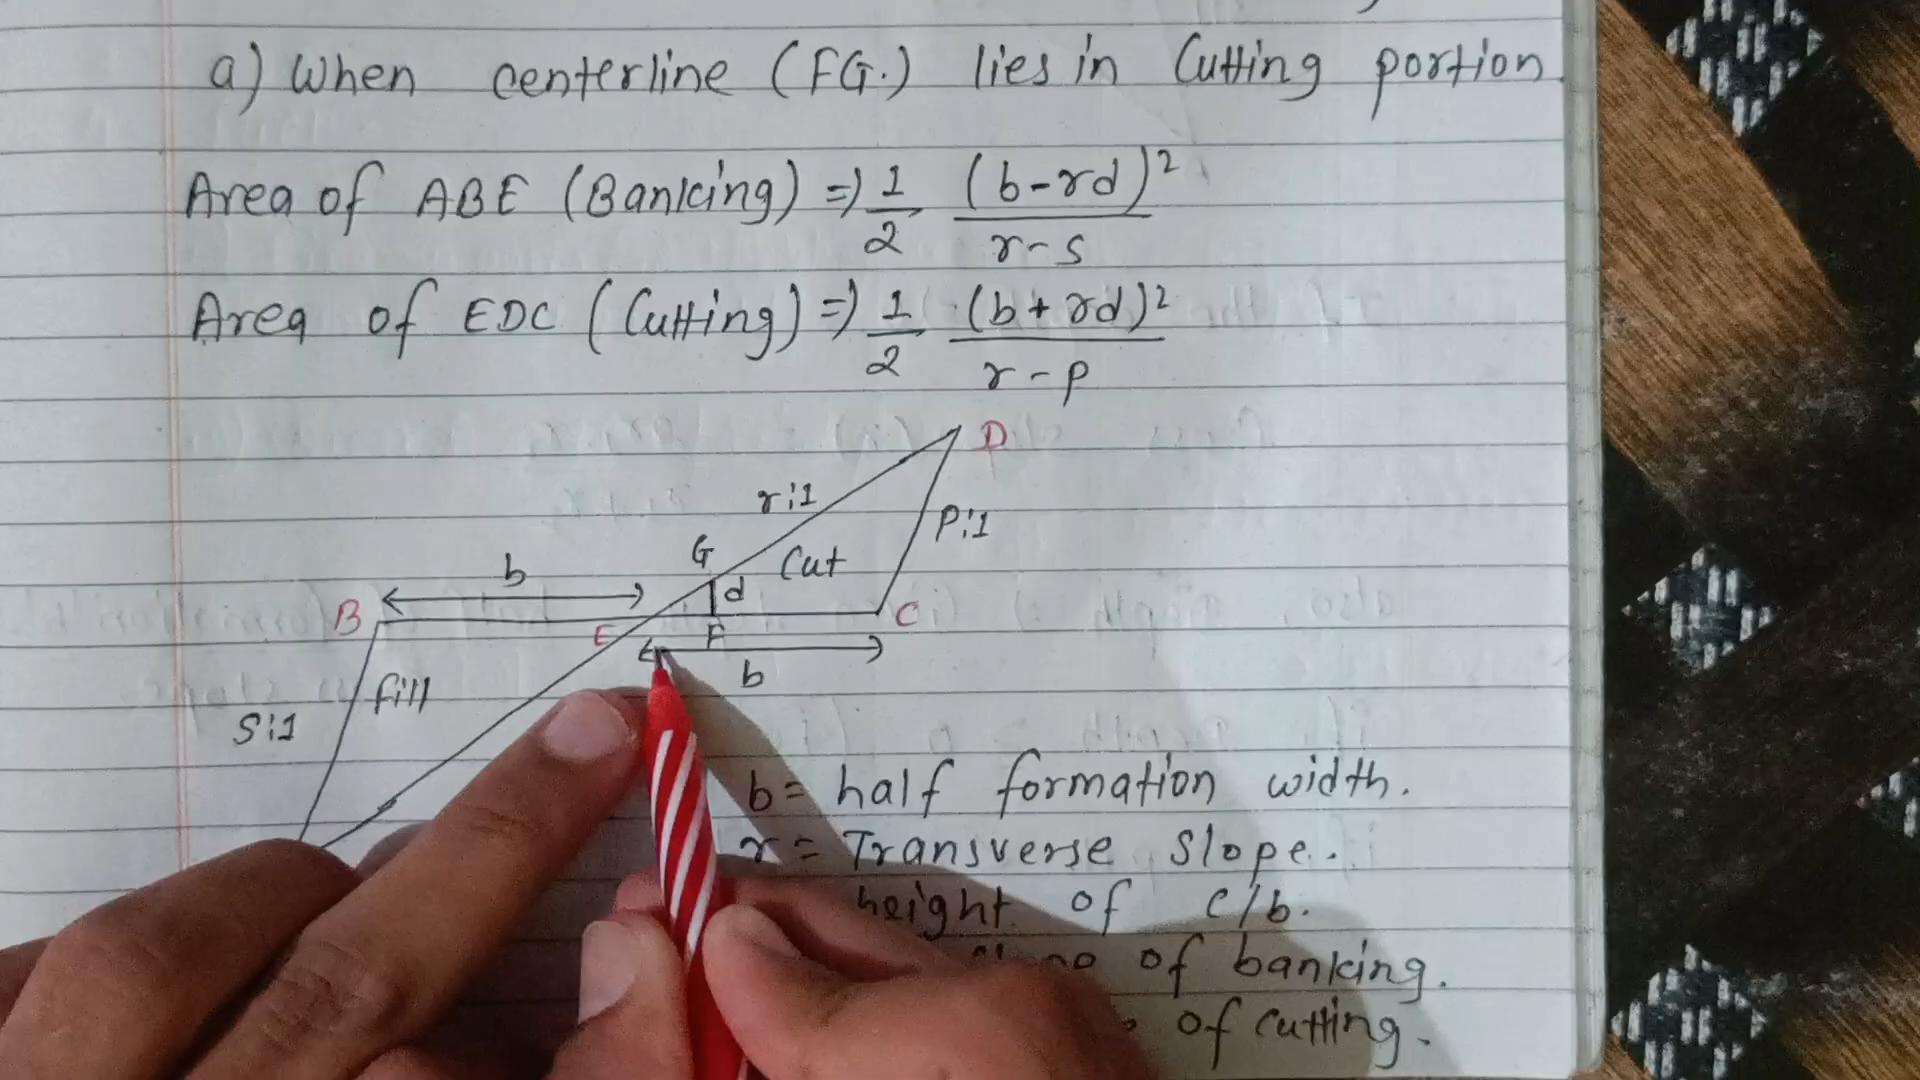 a) When centerline (FG.) lies in Cutting portion.
Area of ABE (Banking) => 1/2 (b-rd)²/r-s
Area of EDC (Cutting) => 1/2 (b+rd)²/r-p
D
r:1
P:1
G
Cut
b
d
B
E
F
C
b
fill
S:1
b = half formation width.
r = Transverse Slope.
height of c/b.
of banking.
of cutting.